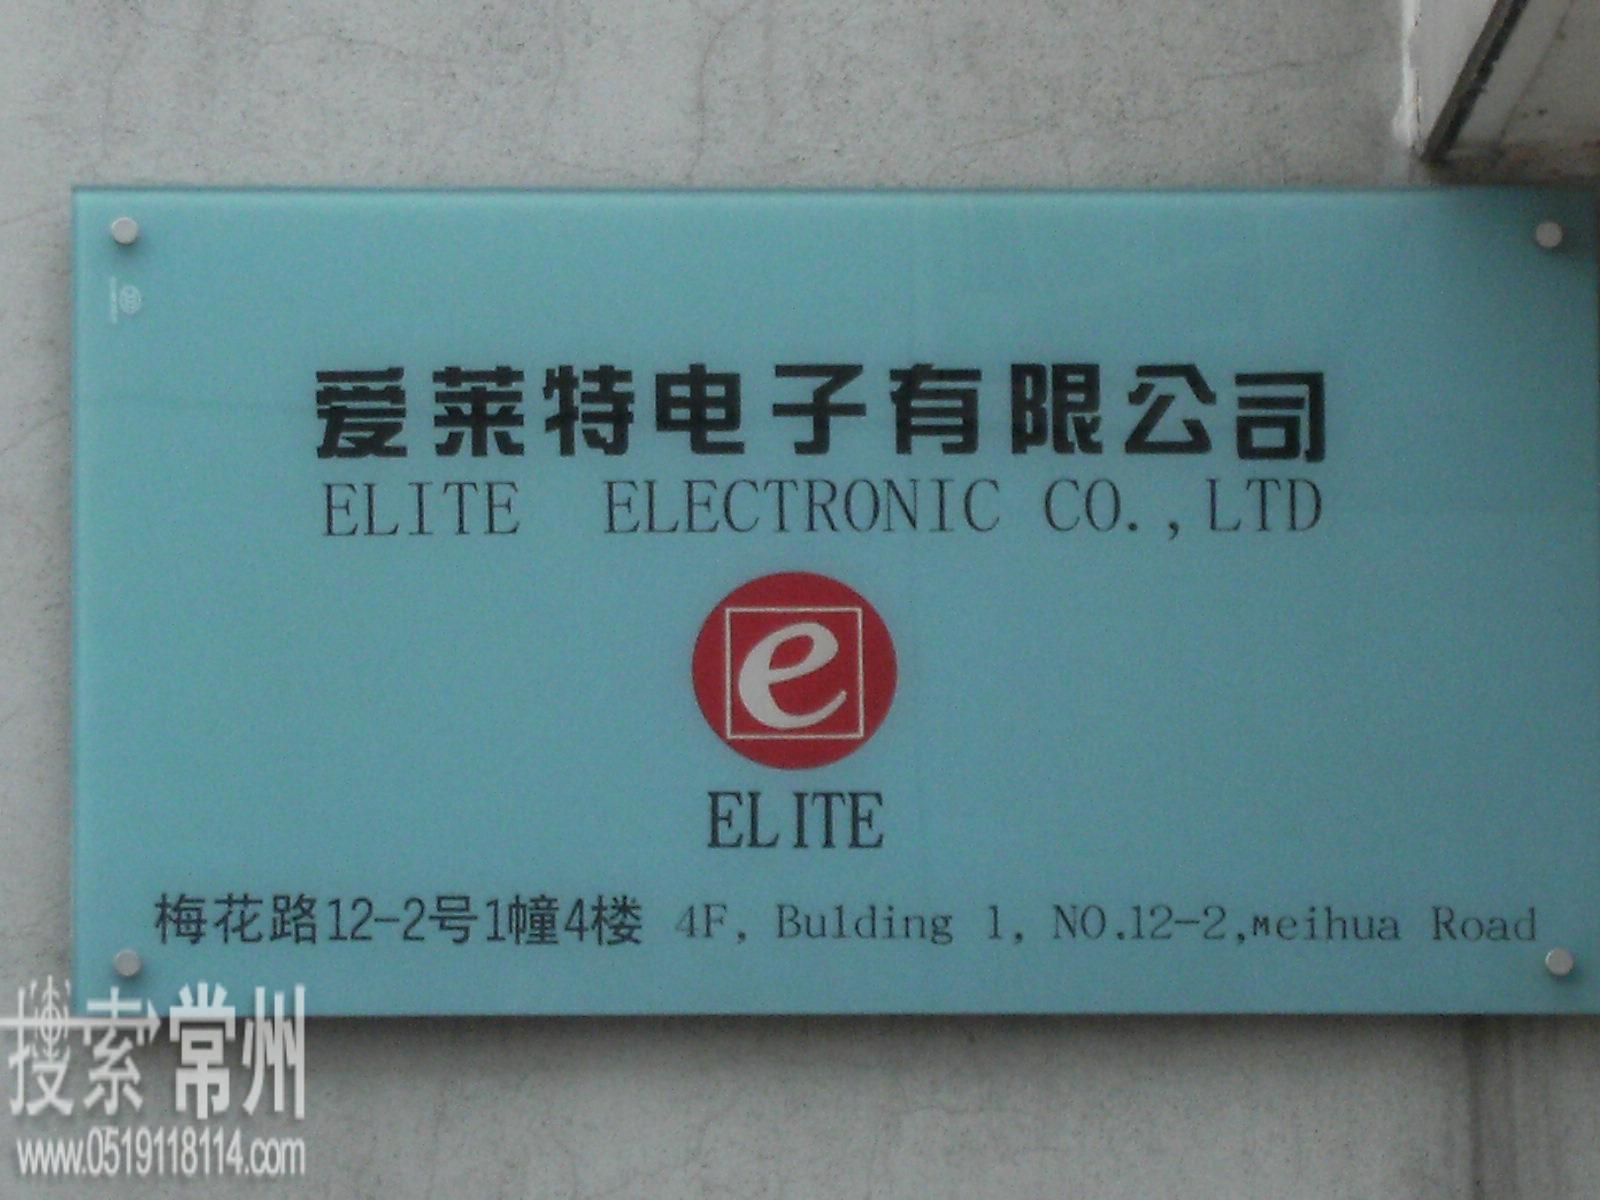 爱莱特电子有限公司
ELITE ELECTRONIC CO.,LTD
e
ELITE
梅花路12-2号1幢4楼 4F, Bulding 1, NO.12-2,Meihua Road
搜索常州
www.0519118114.com